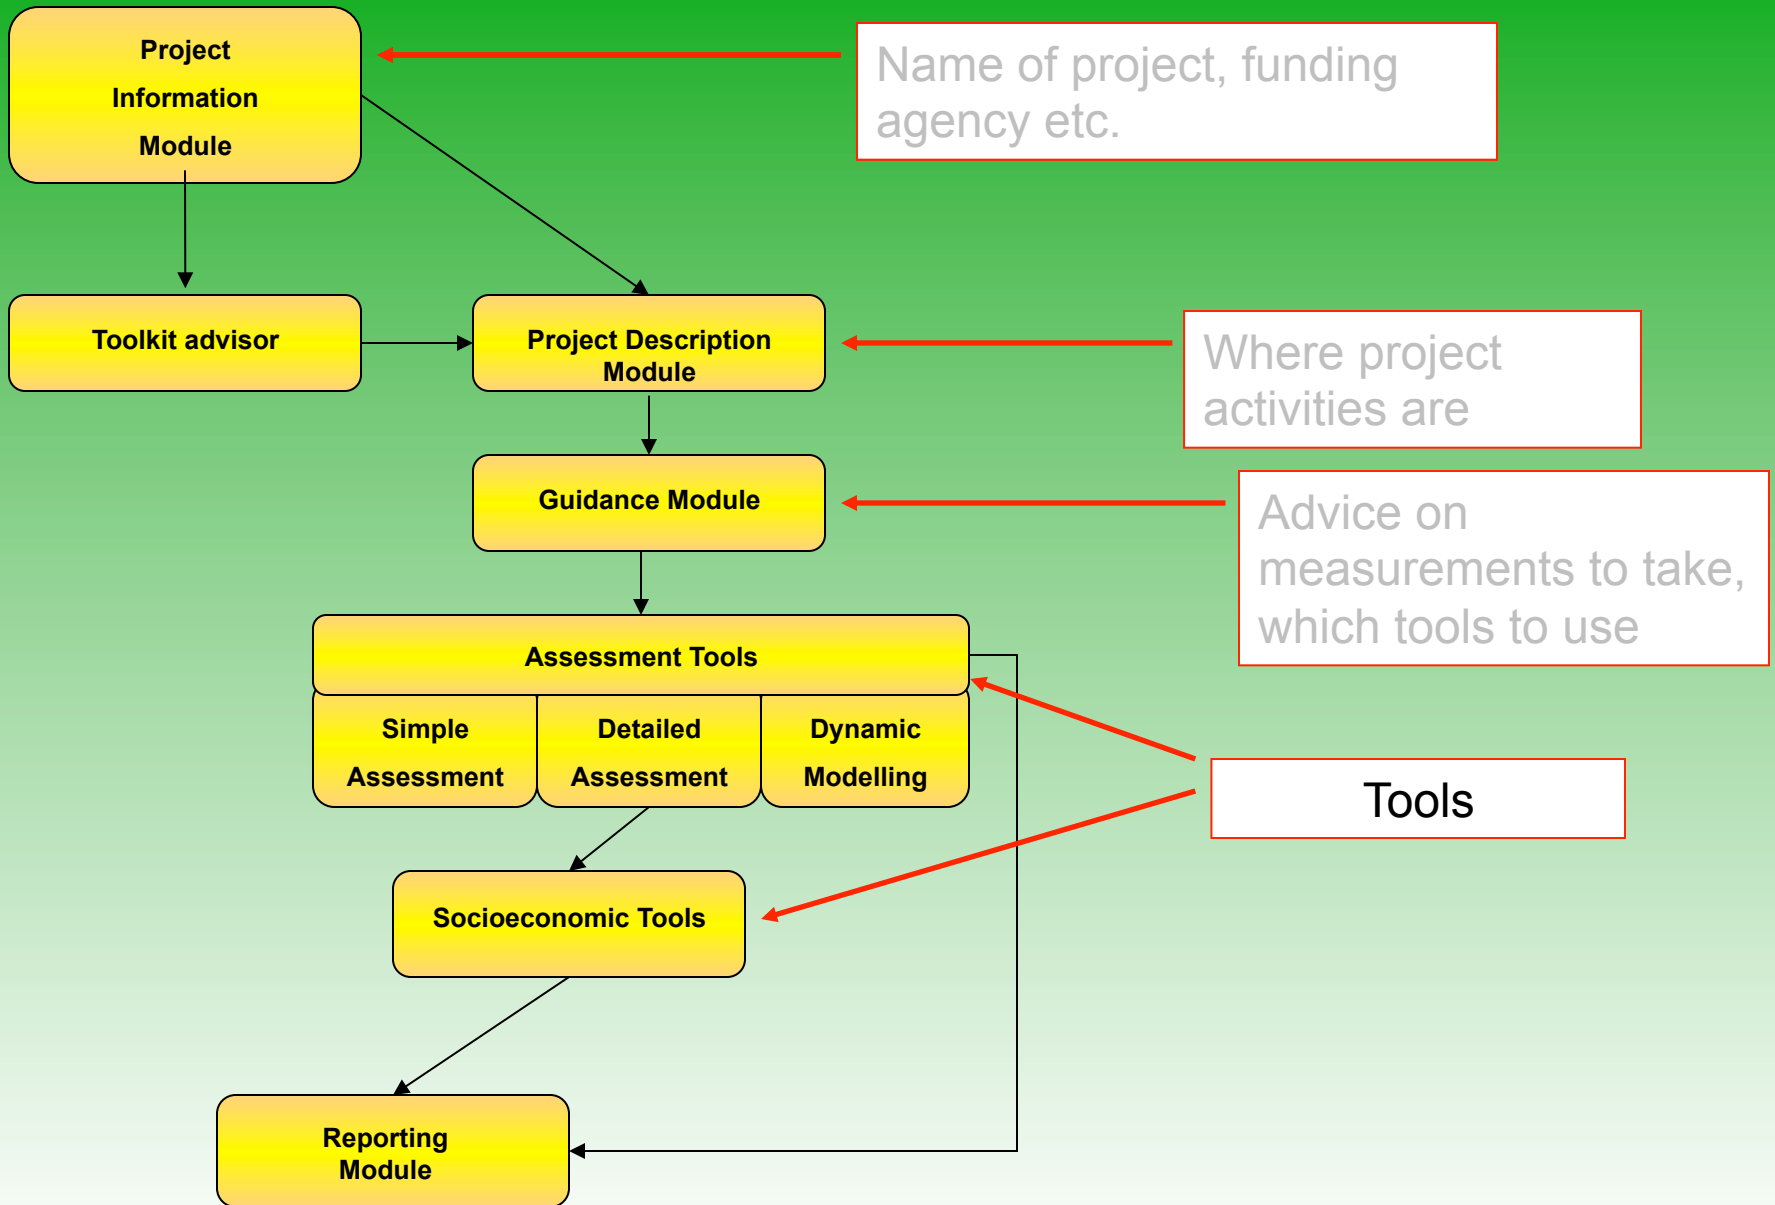 Project
Information
Module
Name of project, funding
agency etc.
Toolkit advisor
Project Description
Module
Where project
activities are
Guidance Module
Advice on
measurements to take,
which tools to use
Assessment Tools
Simple
Assessment
Detailed
Assessment
Dynamic
Modelling
Tools
Socioeconomic Tools
Reporting
Module